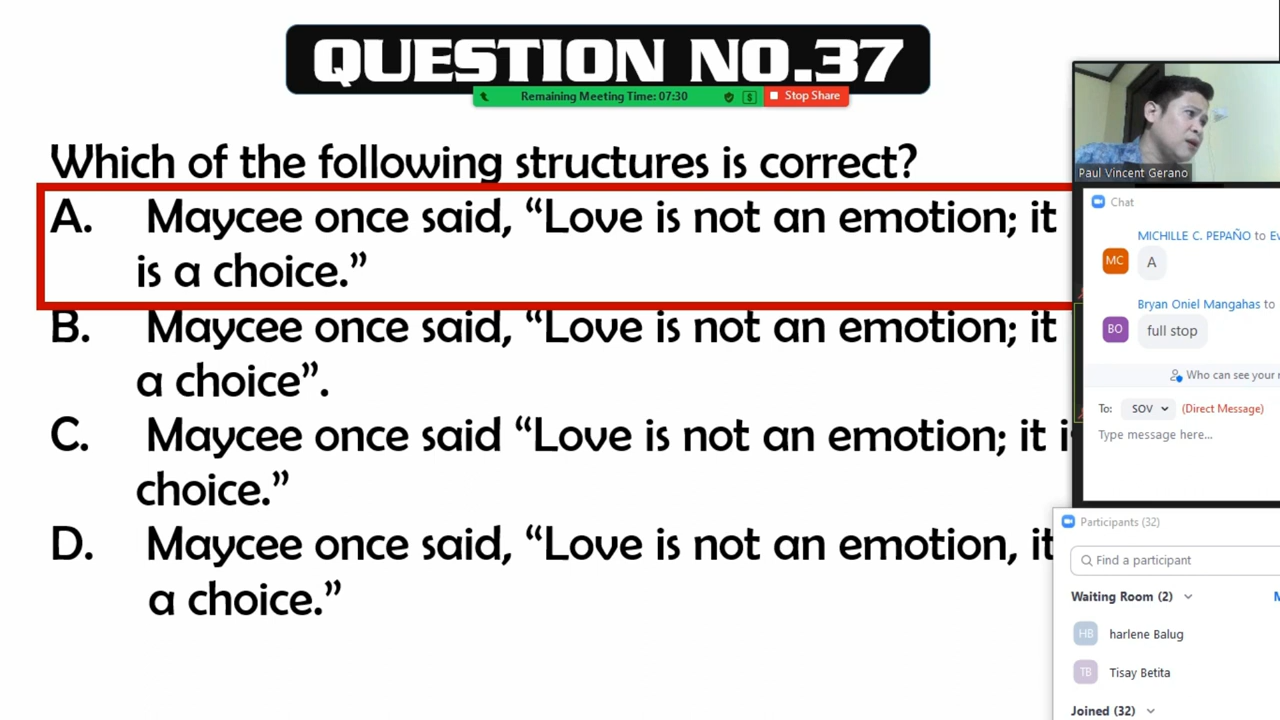 QUESTION NO.37
Remaining Meeting Time: 07:30
Stop Share
Which of the following structures is correct?
A. Maycee once said, “Love is not an emotion; it
is a choice.”
B. Maycee once said, “Love is not an emotion; it
a choice”.
C. Maycee once said “Love is not an emotion; it
choice.”
D. Maycee once said, “Love is not an emotion, it
a choice.”
Paul Vincent Gerano
Chat
MICHILLE C. PEPAÑO to
MC
A
Bryan Oniel Mangahas to
BO
full stop
Who can see your
To: SOV (Direct Message)
Type message here...
Participants (32)
Find a participant
Waiting Room (2)
HB harlene Balug
TB Tisay Betita
Joined (32)